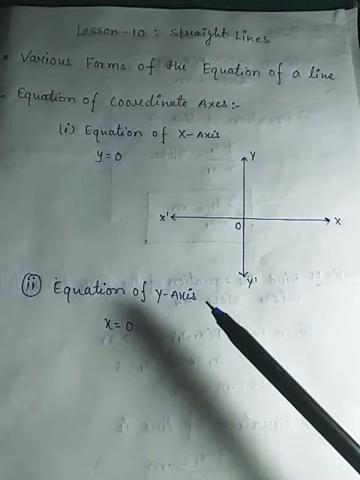 Lesson-10 : Straight Lines
* Various Forms of the Equation of a line
- Equation of Coordinate Axes:-
(i) Equation of X-Axis
y=0
Y
X' O X
Y'
(ii) Equation of Y-Axis
x=0